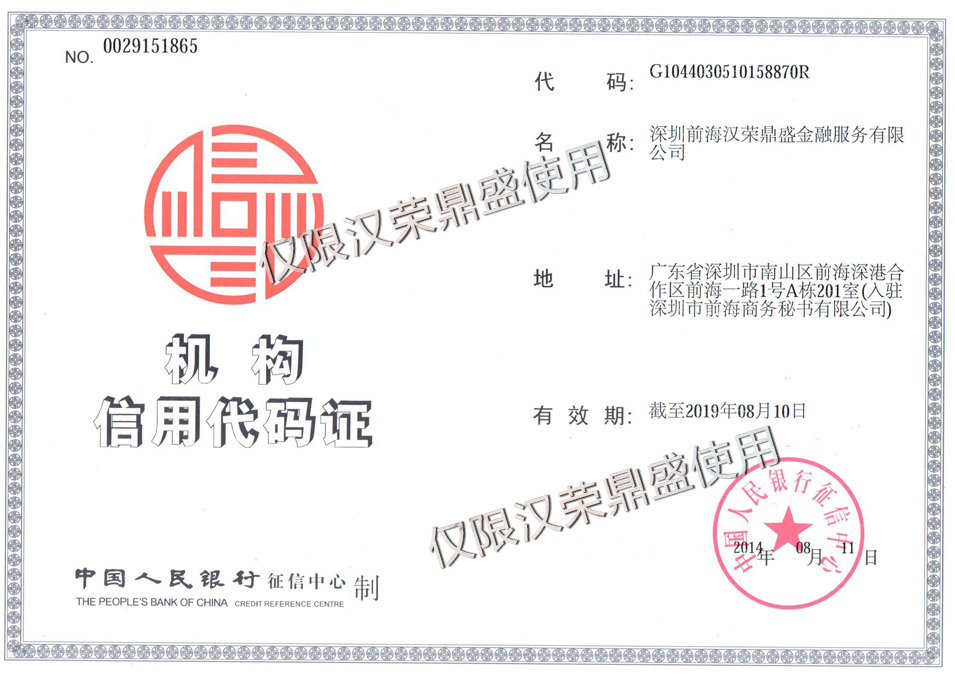 NO. 0029151865
代 码: G1044030510158870R
名 称: 深圳前海汉荣鼎盛金融服务有限
公司
仅限汉荣鼎盛使用
地 址: 广东省深圳市南山区前海深港合
作区前海一路1号A栋201室(入驻
深圳市前海商务秘书有限公司)
机构
信用代码证
有 效 期: 截至2019年08月10日
仅限汉荣鼎盛使用
中国人民银行征信中心
2014年 08月 11日
中国人民银行 征信中心 制
THE PEOPLE'S BANK OF CHINA CREDIT REFERENCE CENTRE